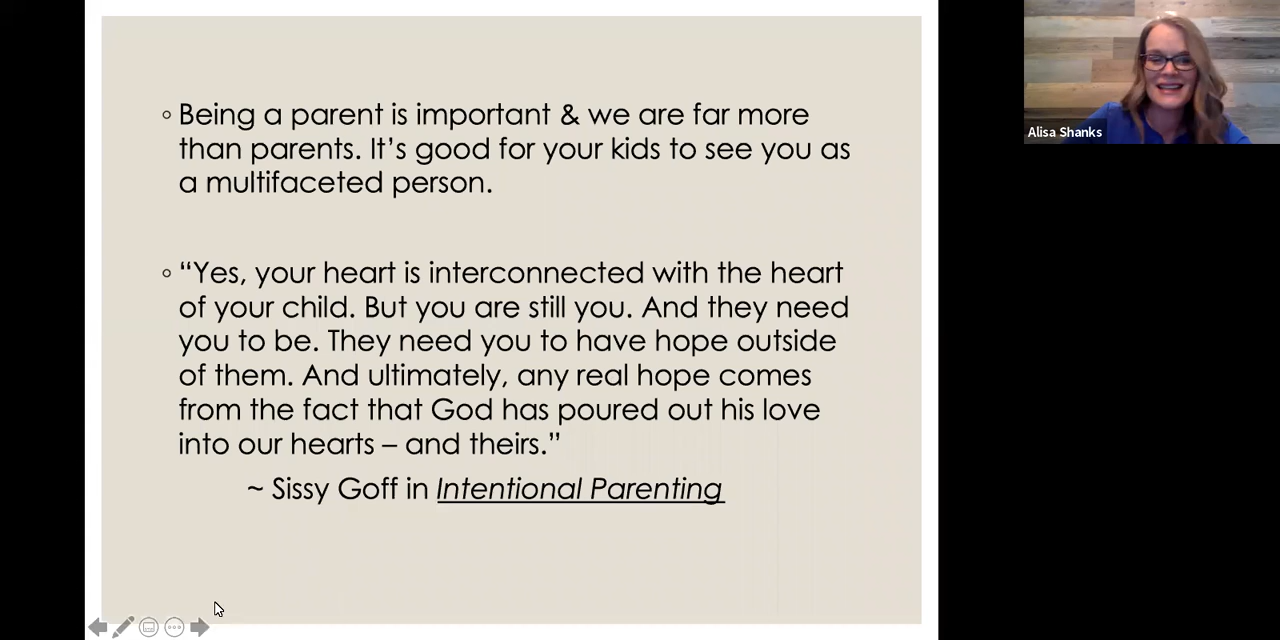 ◦ Being a parent is important & we are far more
than parents. It’s good for your kids to see you as
a multifaceted person.
◦ “Yes, your heart is interconnected with the heart
of your child. But you are still you. And they need
you to be. They need you to have hope outside
of them. And ultimately, any real hope comes
from the fact that God has poured out his love
into our hearts – and theirs.”
~ Sissy Goff in Intentional Parenting
Alisa Shanks